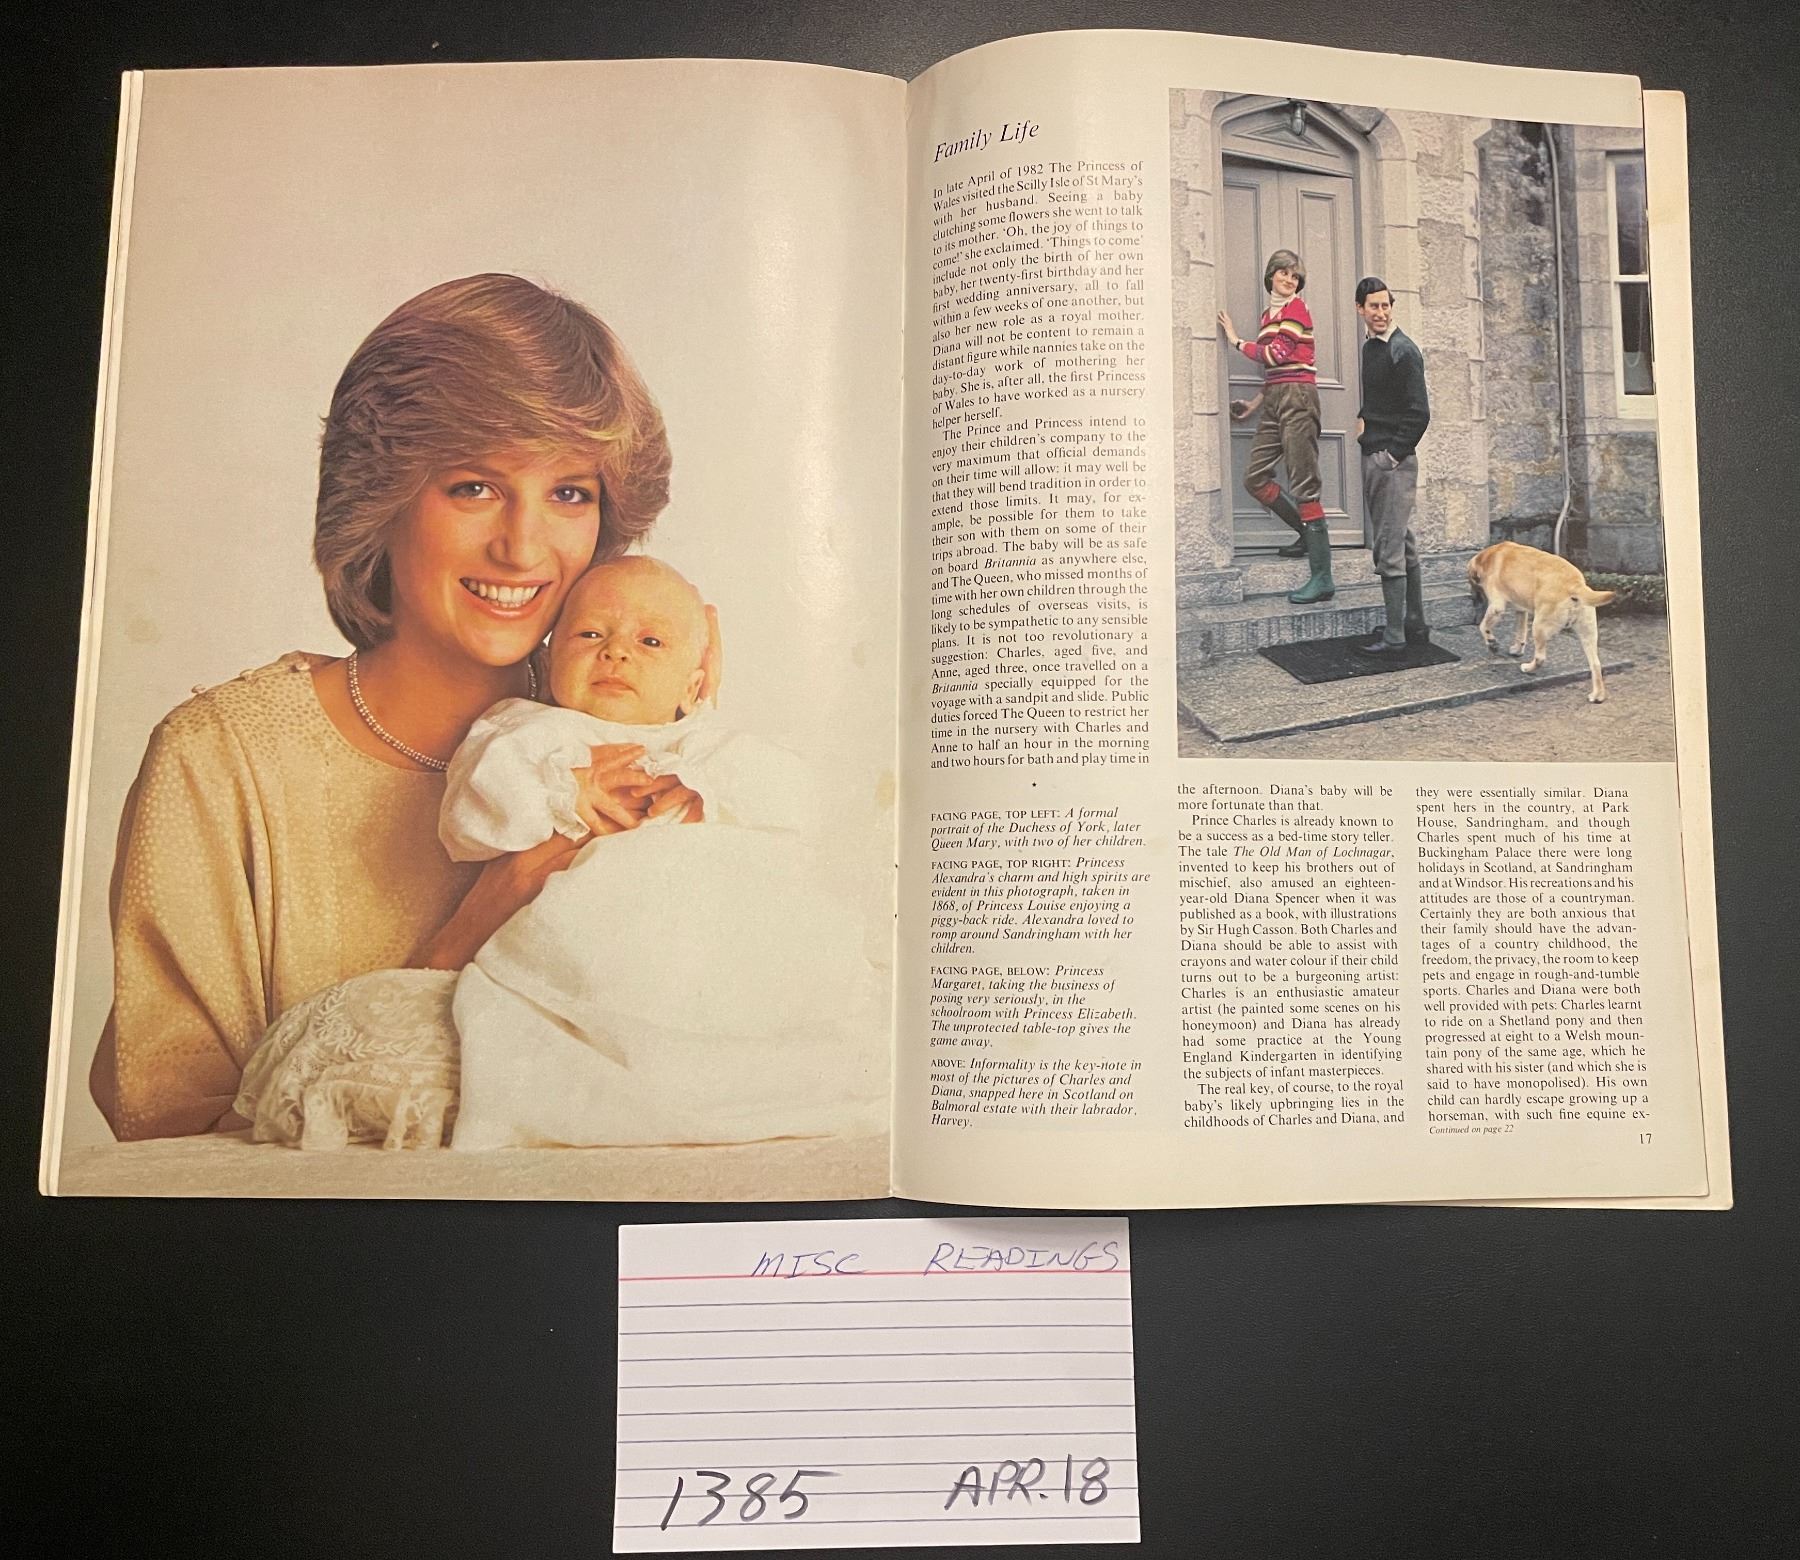 Family Life
In late April of 1982 The Princess of
Wales visited the Scilly Isle of St Mary's
with her husband. Seeing a baby
clutching some flowers she went to talk
to its mother. 'Oh, the joy of things to
come!' she exclaimed. 'Things to come'
include not only the birth of her own
baby, her twenty-first birthday and her
first wedding anniversary, all to fall
within a few weeks of one another, but
also her new role as a royal mother.
Diana will not be content to remain a
distant figure while nannies take on the
day-to-day work of mothering her
baby. She is, after all, the first Princess
of Wales to have worked as a nursery
helper herself.
The Prince and Princess intend to
enjoy their children's company to the
very maximum that official demands
on their time will allow: it may well be
that they will bend tradition in order to
extend those limits. It may, for ex-
ample, be possible for them to take
their son with them on some of their
trips abroad. The baby will be as safe
on board Britannia as anywhere else,
and The Queen, who missed months of
time with her own children through the
long schedules of overseas visits, is
likely to be sympathetic to any sensible
plans. It is not too revolutionary a
suggestion: Charles, aged five, and
Anne, aged three, once travelled on a
Britannia specially equipped for the
voyage with a sandpit and slide. Public
duties forced The Queen to restrict her
time in the nursery with Charles and
Anne to half an hour in the morning
and two hours for bath and play time in
FACING PAGE, TOP LEFT: A formal
portrait of the Duchess of York, later
Queen Mary, with two of her children.
FACING PAGE, TOP RIGHT: Princess
Alexandra's charm and high spirits are
evident in this photograph, taken in
1868, of Princess Louise enjoying a
piggy-back ride. Alexandra loved to
romp around Sandringham with her
children.
FACING PAGE, BELOW: Princess
Margaret, taking the business of
posing very seriously, in the
schoolroom with Princess Elizabeth.
The unprotected table-top gives the
game away.
ABOVE: Informality is the key-note in
most of the pictures of Charles and
Diana, snapped here in Scotland on
Balmoral estate with their labrador,
Harvey.
the afternoon. Diana's baby will be
more fortunate than that.
Prince Charles is already known to
be a success as a bed-time story teller.
The tale The Old Man of Lochnagar,
invented to keep his brothers out of
mischief, also amused an eighteen-
year-old Diana Spencer when it was
published as a book, with illustrations
by Sir Hugh Casson. Both Charles and
Diana should be able to assist with
crayons and water colour if their child
turns out to be a burgeoning artist:
Charles is an enthusiastic amateur
artist (he painted some scenes on his
honeymoon) and Diana has already
had some practice at the Young
England Kindergarten in identifying
the subjects of infant masterpieces.
The real key, of course, to the royal
baby's likely upbringing lies in the
childhoods of Charles and Diana, and
they were essentially similar. Diana
spent hers in the country, at Park
House, Sandringham, and though
Charles spent much of his time at
Buckingham Palace there were long
holidays in Scotland, at Sandringham
and at Windsor. His recreations and his
attitudes are those of a countryman.
Certainly they are both anxious that
their family should have the advan-
tages of a country childhood, the
freedom, the privacy, the room to keep
pets and engage in rough-and-tumble
sports. Charles and Diana were both
well provided with pets: Charles learnt
to ride on a Shetland pony and then
progressed at eight to a Welsh moun-
tain pony of the same age, which he
shared with his sister (and which she is
said to have monopolised). His own
child can hardly escape growing up a
horseman, with such fine equine ex-
Continued on page 22
17
MISC READINGS
1385 APR. 18